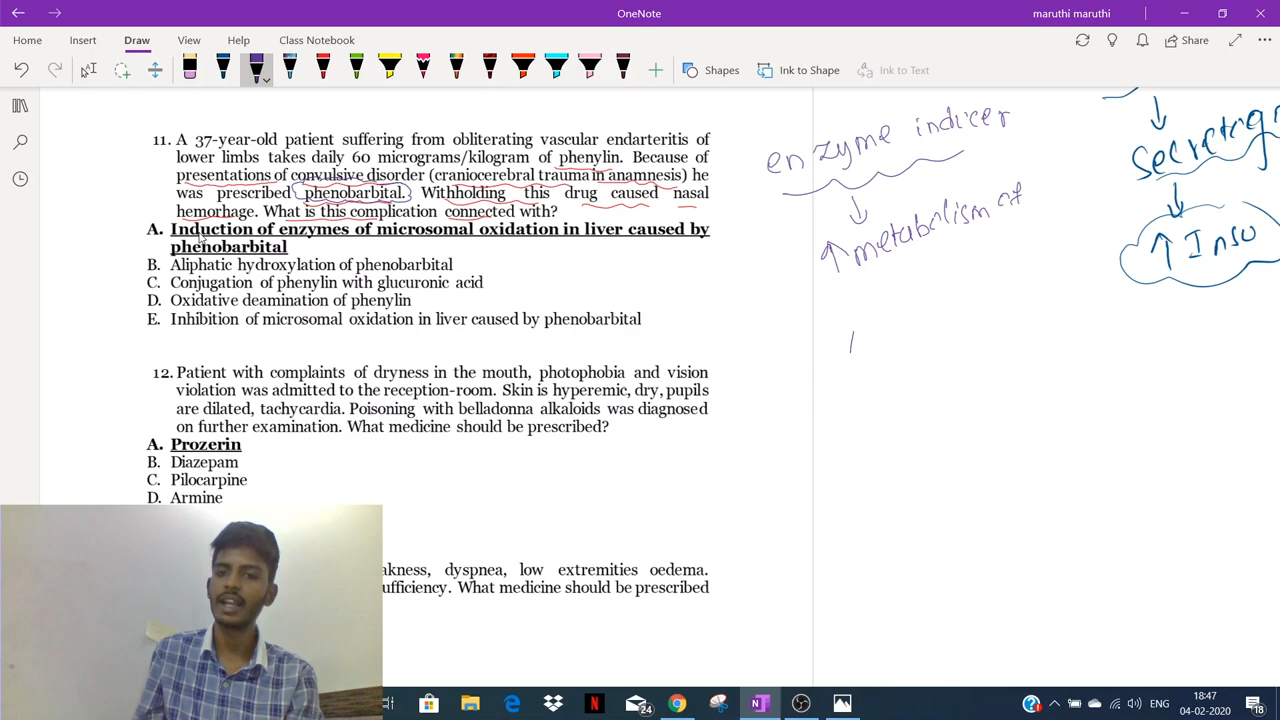 OneNote
maruthi maruthi
Home Insert Draw View Help Class Notebook
Share
Shapes
Ink to Shape
Ink to Text
11. A 37-year-old patient suffering from obliterating vascular endarteritis of
lower limbs takes daily 60 micrograms/kilogram of phenylin. Because of
presentations of convulsive disorder (craniocerebral trauma in anamnesis) he
was prescribed phenobarbital. Withholding this drug caused nasal
hemorhage. What is this complication connected with?
A. Induction of enzymes of microsomal oxidation in liver caused by
phenobarbital
B. Aliphatic hydroxylation of phenobarbital
C. Conjugation of phenylin with glucuronic acid
D. Oxidative deamination of phenylin
E. Inhibition of microsomal oxidation in liver caused by phenobarbital
12. Patient with complaints of dryness in the mouth, photophobia and vision
violation was admitted to the reception-room. Skin is hyperemic, dry, pupils
are dilated, tachycardia. Poisoning with belladonna alkaloids was diagnosed
on further examination. What medicine should be prescribed?
A. Prozerin
B. Diazepam
C. Pilocarpine
D. Armine
dyspnea, low extremities oedema.
What medicine should be prescribed
enzyme inducer
↓
↑ metabolism of
↓
↓
↑ Insu
24
ENG
18:47
04-02-2020